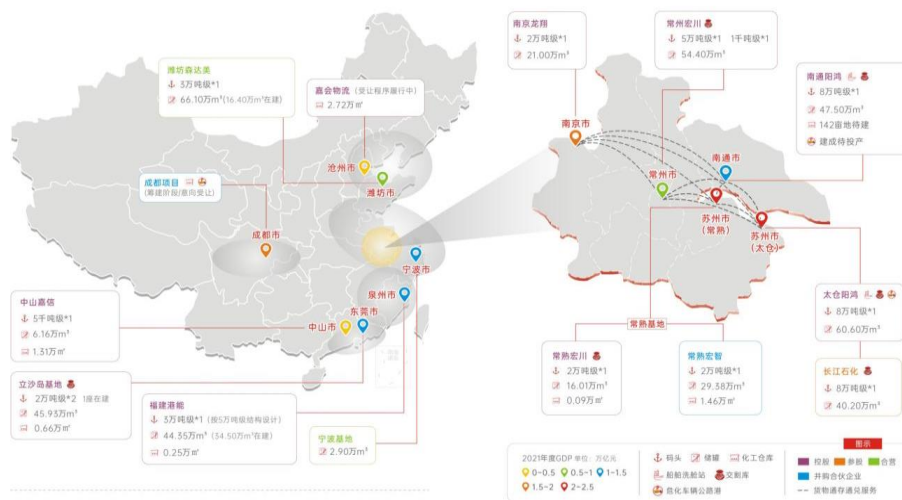 潍坊森达美
3万吨级*1
66.10万m³(16.40万m³在建)
嘉会物流 (受让程序履行中)
2.72万㎡
沧州市
潍坊市
成都项目
(筹建阶段/意向受让)
成都市
宁波市
泉州市
东莞市
中山市
中山嘉信
5千吨级*1
6.16万m³
1.31万㎡
立沙岛基地
2万吨级*2 1座在建
45.93万m³
0.66万㎡
福建港能
3万吨级*1 (按5万吨级结构设计)
44.35万m³ (34.50万m³在建)
0.25万㎡
宁波基地
2.90万m³
南京龙翔
2万吨级*1
21.00万m³
常州宏川
5万吨级*1 1千吨级*1
54.40万m³
南通阳鸿
8万吨级*1
47.50万m³
142亩地待建
建成待投产
南京市
常州市
南通市
苏州市
(常熟)
苏州市
(太仓)
太仓阳鸿
8万吨级*1
60.60万m³
常熟基地
常熟宏川
2万吨级*1
16.01万m³
0.09万㎡
常熟宏智
2万吨级*1
29.38万m³
1.46万㎡
长江石化
8万吨级*1
40.20万m³
图示
2021年度GDP 单位：万亿元
0~0.5 0.5~1 1~1.5
1.5~2 2~2.5
码头 储罐 化工仓库
船舶洗舱站 交割库
危化车辆公路港
控股 参股 合营
并购合伙企业
货物通存通兑服务